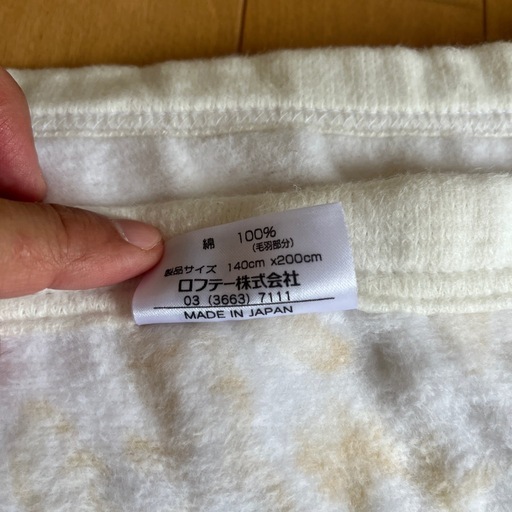 綿 100%
(毛羽部分)
製品サイズ 140cm x200cm
ロフテー株式会社
03 (3663) 7111
MADE IN JAPAN